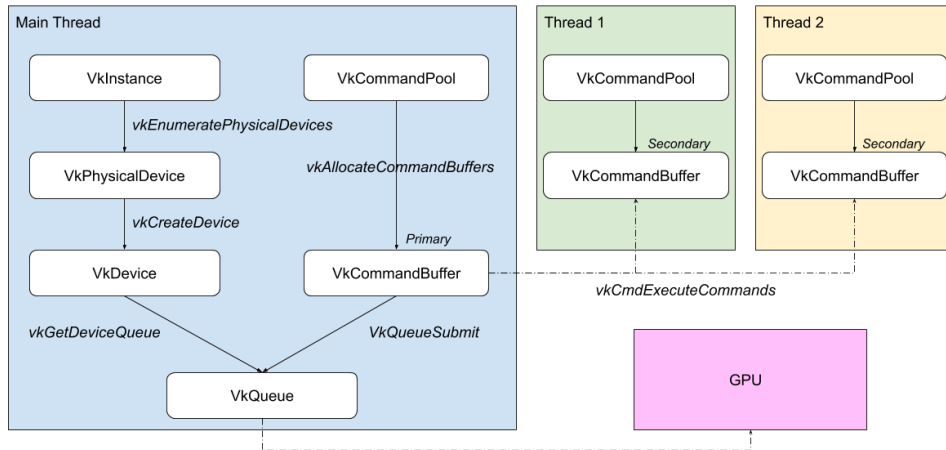 Main Thread
VkInstance
VkCommandPool
vkEnumeratePhysicalDevices
VkPhysicalDevice
vkAllocateCommandBuffers
vkCreateDevice
Primary
VkDevice
VkCommandBuffer
vkGetDeviceQueue
VkQueueSubmit
VkQueue
Thread 1
VkCommandPool
Secondary
VkCommandBuffer
Thread 2
VkCommandPool
Secondary
VkCommandBuffer
vkCmdExecuteCommands
GPU